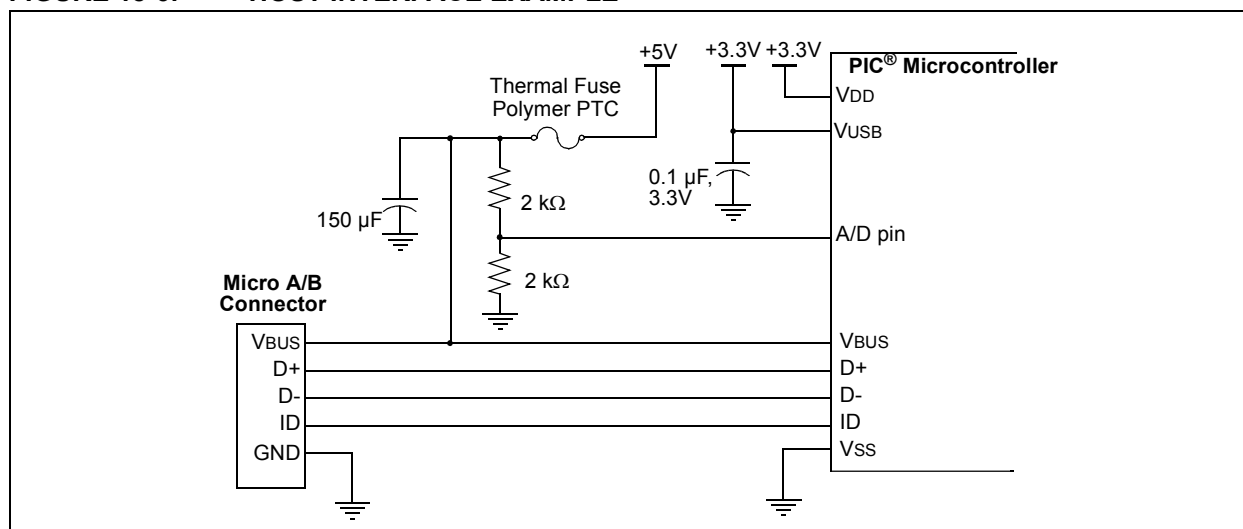 +5V
+3.3V +3.3V
PIC® Microcontroller
Thermal Fuse
Polymer PTC
VDD
VUSB
0.1 µF,
3.3V
2 kΩ
150 µF
A/D pin
2 kΩ
Micro A/B
Connector
VBUS
D+
D-
ID
GND
VBUS
D+
D-
ID
VSS